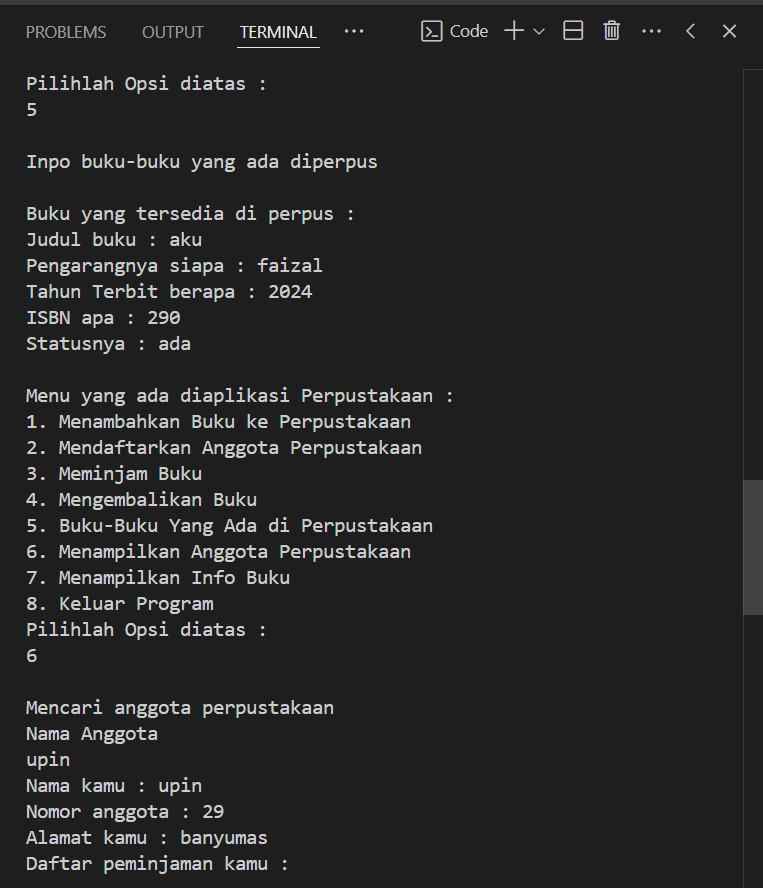 PROBLEMS OUTPUT TERMINAL ··· Code
Pilihlah Opsi diatas :
5
Inpo buku-buku yang ada diperpus
Buku yang tersedia di perpus :
Judul buku : aku
Pengarangnya siapa : faizal
Tahun Terbit berapa : 2024
ISBN apa : 290
Statusnya : ada
Menu yang ada diaplikasi Perpustakaan :
1. Menambahkan Buku ke Perpustakaan
2. Mendaftarkan Anggota Perpustakaan
3. Meminjam Buku
4. Mengembalikan Buku
5. Buku-Buku Yang Ada di Perpustakaan
6. Menampilkan Anggota Perpustakaan
7. Menampilkan Info Buku
8. Keluar Program
Pilihlah Opsi diatas :
6
Mencari anggota perpustakaan
Nama Anggota
upin
Nama kamu : upin
Nomor anggota : 29
Alamat kamu : banyumas
Daftar peminjaman kamu :